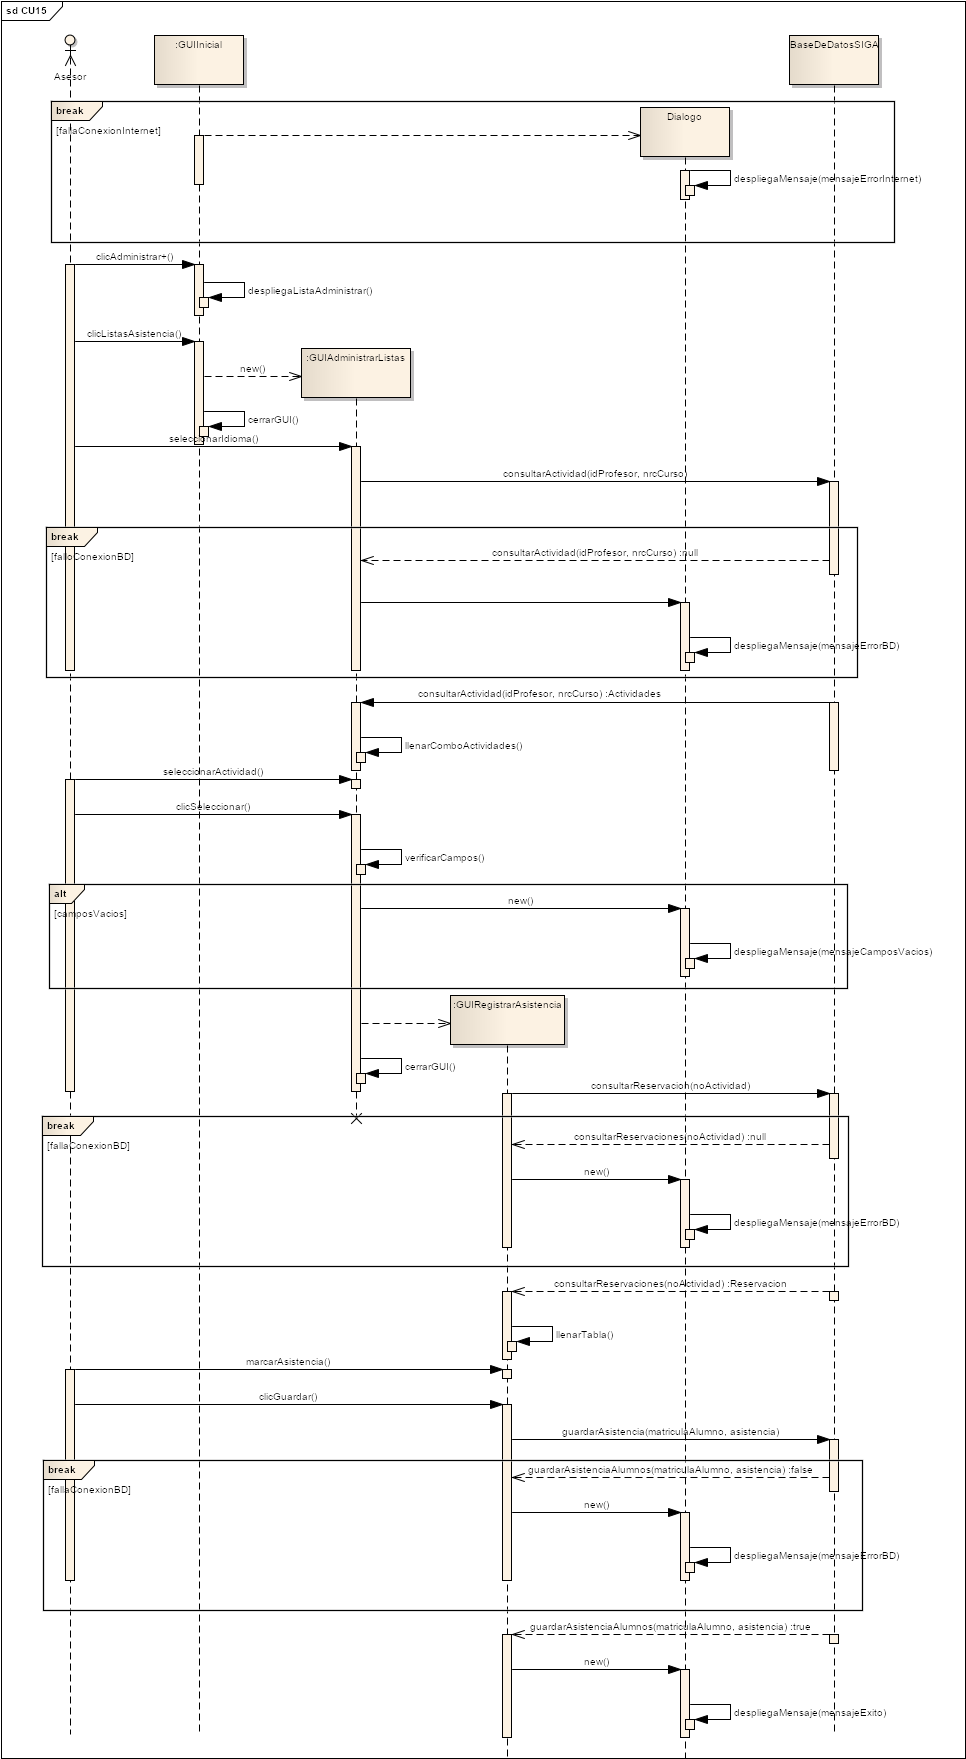 sd CU15
:GUIInicial
BaseDeDatosSIGA
Asesor
break
Dialogo
[fallaConexionInternet]
despliegaMensaje(mensajeErrorInternet)
clicAdministrar+()
despliegaListaAdministrar()
clicListasAsistencia()
:GUIAdministrarListas
new()
cerrarGUI()
seleccionarIdioma()
consultarActividad(idProfesor, nrcCurso)
break
[falloConexionBD]
consultarActividad(idProfesor, nrcCurso) :null
despliegaMensaje(mensajeErrorBD)
consultarActividad(idProfesor, nrcCurso) :Actividades
llenarComboActividades()
seleccionarActividad()
clicSeleccionar()
verificarCampos()
alt
new()
[camposVacios]
despliegaMensaje(mensajeCamposVacios)
:GUIRegistrarAsistencia
cerrarGUI()
consultarReservacion(noActividad)
break
consultarReservaciones(noActividad) :null
[fallaConexionBD]
new()
despliegaMensaje(mensajeErrorBD)
consultarReservaciones(noActividad) :Reservacion
llenarTabla()
marcarAsistencia()
clicGuardar()
guardarAsistencia(matriculaAlumno, asistencia)
break
guardarAsistenciaAlumnos(matriculaAlumno, asistencia) :false
[fallaConexionBD]
new()
despliegaMensaje(mensajeErrorBD)
guardarAsistenciaAlumnos(matriculaAlumno, asistencia) :true
new()
despliegaMensaje(mensajeExito)